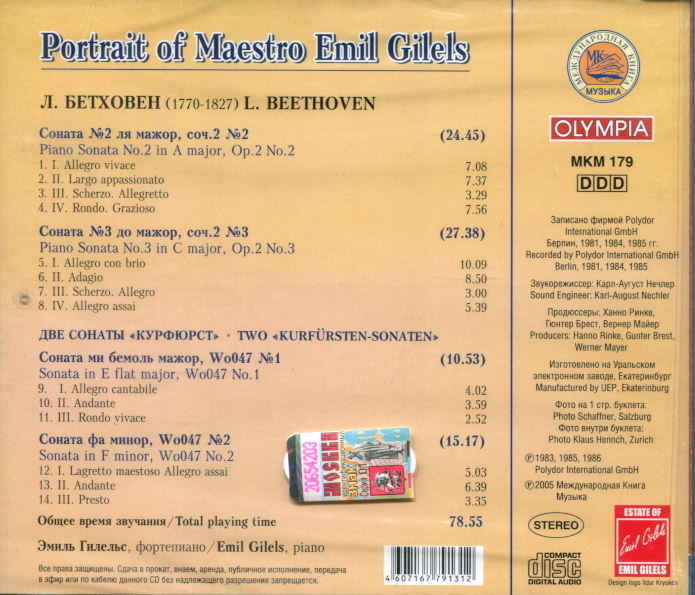 Portrait of Maestro Emil Gilels
Л. БЕТХОВЕН (1770-1827) L. BEETHOVEN
Соната №2 ля мажор, соч.2 №2 (24.45)
Piano Sonata No.2 in A major, Op.2 No.2
1. I. Allegro vivace 7.08
2. II. Largo appassionato 7.37
3. III. Scherzo. Allegretto 3.29
4. IV. Rondo. Grazioso 7.56
Соната №3 до мажор, соч.2 №3 (27.38)
Piano Sonata No.3 in C major, Op.2 No.3
5. I. Allegro con brio 10.09
6. II. Adagio 8.50
7. III. Scherzo. Allegro 3.00
8. IV. Allegro assai 5.39
ДВЕ СОНАТЫ «КУРФЮРСТ» · TWO «KURFÜRSTEN-SONATEN»
Соната ми бемоль мажор, Wo047 №1 (10.53)
Sonata in E flat major, Wo047 No.1
9. I. Allegro cantabile 4.02
10. II. Andante 3.59
11. III. Rondo vivace 2.52
Соната фа минор, Wo047 №2 (15.17)
Sonata in F minor, Wo047 No.2
12. I. Lagretto maestoso Allegro assai 5.03
13. II. Andante 6.39
14. III. Presto 3.35
Общее время звучания/Total playing time 78.55
Эмиль Гилельс, фортепиано/Emil Gilels, piano
Все права защищены. Сдача в прокат, внаем, аренда, публичное исполнение, передача
в эфир или по кабелю данного CD без надлежащего разрешения запрещается.
4607167791312
20654203
МОСКВА
ЗНАК
МЕЖДУНАРОДНАЯ КНИГА
МК
МУЗЫКА
OLYMPIA
MKM 179
DDD
Записано фирмой Polydor
International GmbH
Берлин, 1981, 1984, 1985 гг.
Recorded by Polydor International GmbH
Berlin, 1981, 1984, 1985
Звукорежиссер: Карл-Аугуст Нечлер
Sound Engineer: Karl-August Nechler
Продюссеры: Ханно Ринке,
Гюнтер Брест, Вернер Майер
Producers: Hanno Rinke, Gunter Brest,
Werner Mayer
Изготовлено на Уральском
электронном заводе, Екатеринбург
Manufactured by UEP, Ekaterinburg
Фото на 1 стр. буклета:
Photo Schaffner, Salzburg
Фото внутри буклета:
Photo Klaus Hennch, Zurich
℗1983, 1985, 1986
Polydor International GmbH
℗2005 Международная Книга
Музыка
STEREO
COMPACT
disc
DIGITAL AUDIO
ESTATE OF
Emil Gilels
EMIL GILELS
Design logo Ildar Kryukov